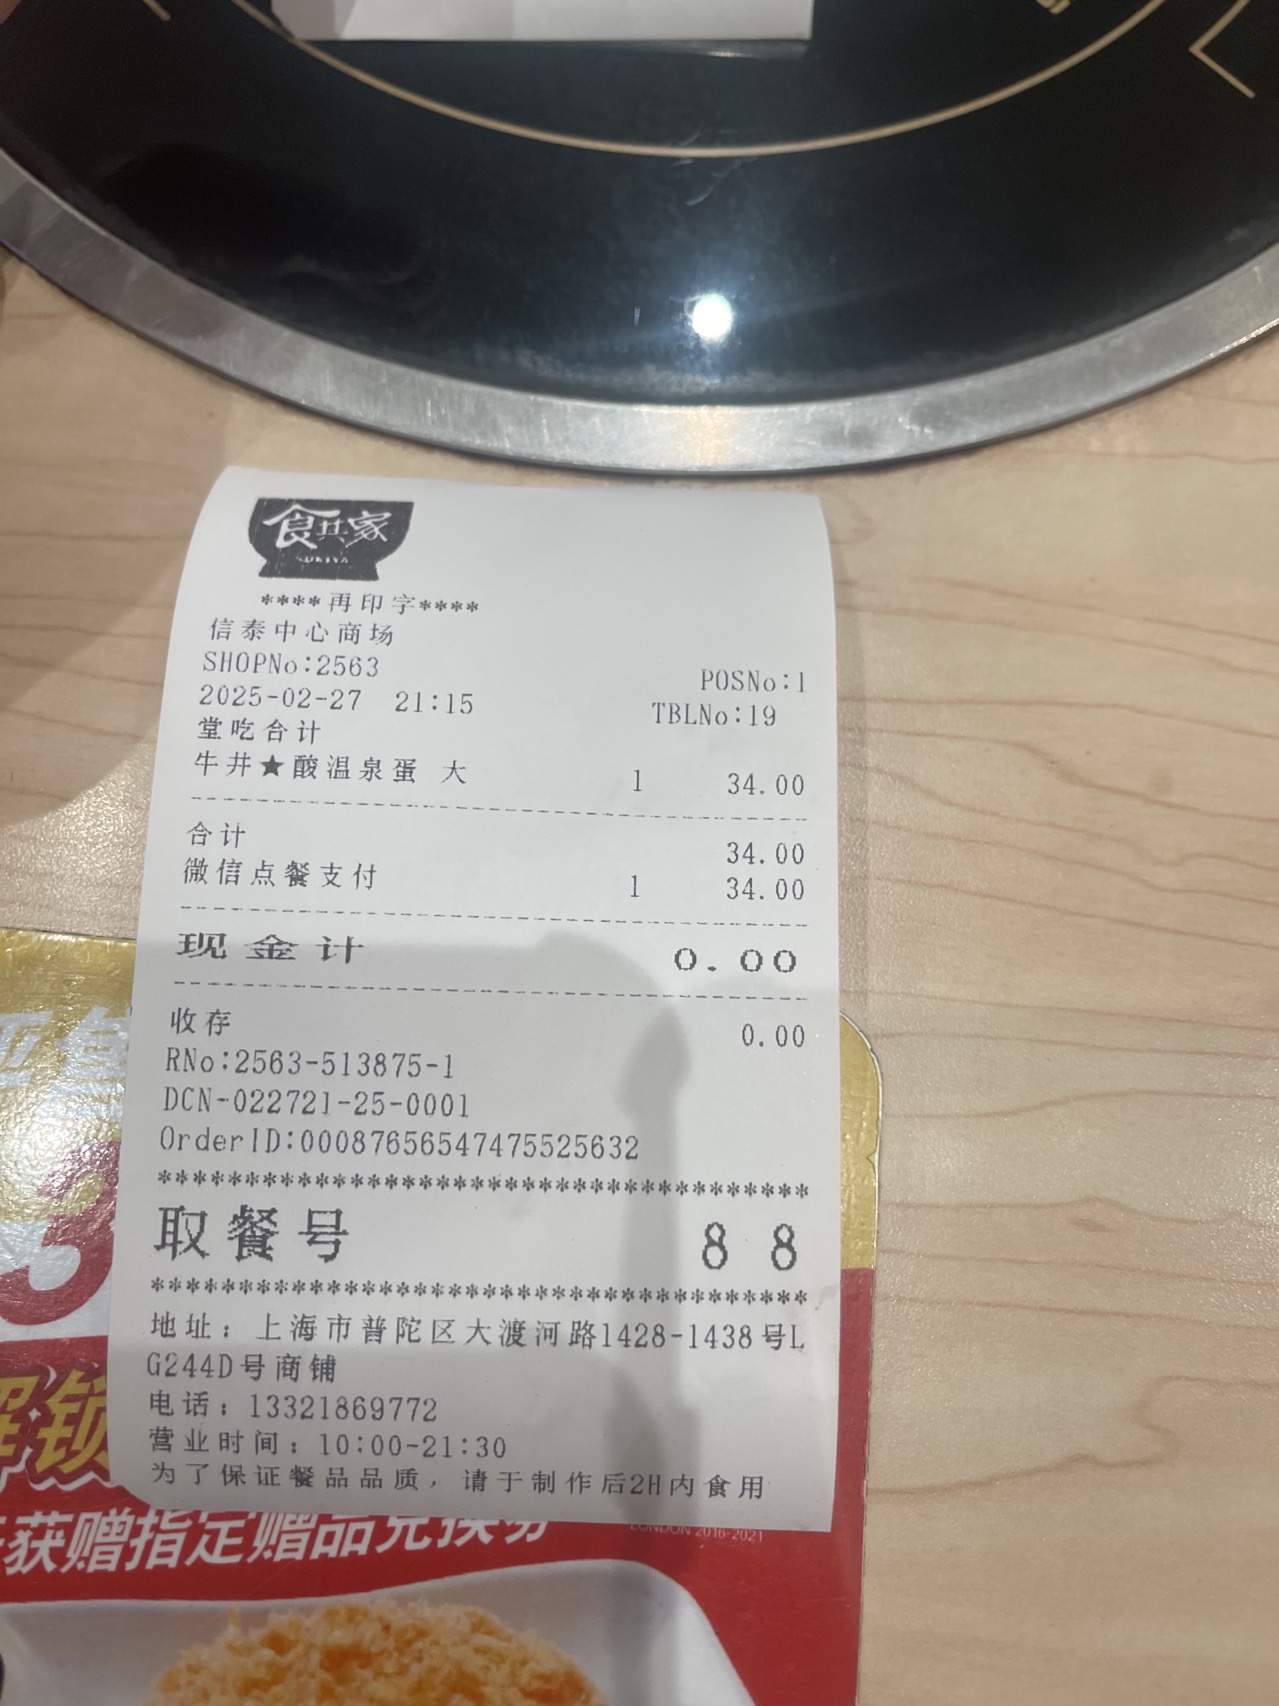 食其家
SUKIYA
****再印字****
信泰中心商场
SHOPNo:2563 POSNo:1
2025-02-27 21:15 TBLNo:19
堂吃合计
牛井★酸温泉蛋 大 1 34.00
合计 34.00
微信点餐支付 1 34.00
现金计 0.00
收存 0.00
RNo:2563-513875-1
DCN-022721-25-0001
OrderID:00087656547475525632
****************************************
取餐号 88
****************************************
地址：上海市普陀区大渡河路1428-1438号L
G244D号商铺
电话：13321869772
营业时间：10:00-21:30
为了保证餐品品质，请于制作后2H内食用
3
解锁
获赠指定赠品兑换券
LONDON 2016-2021